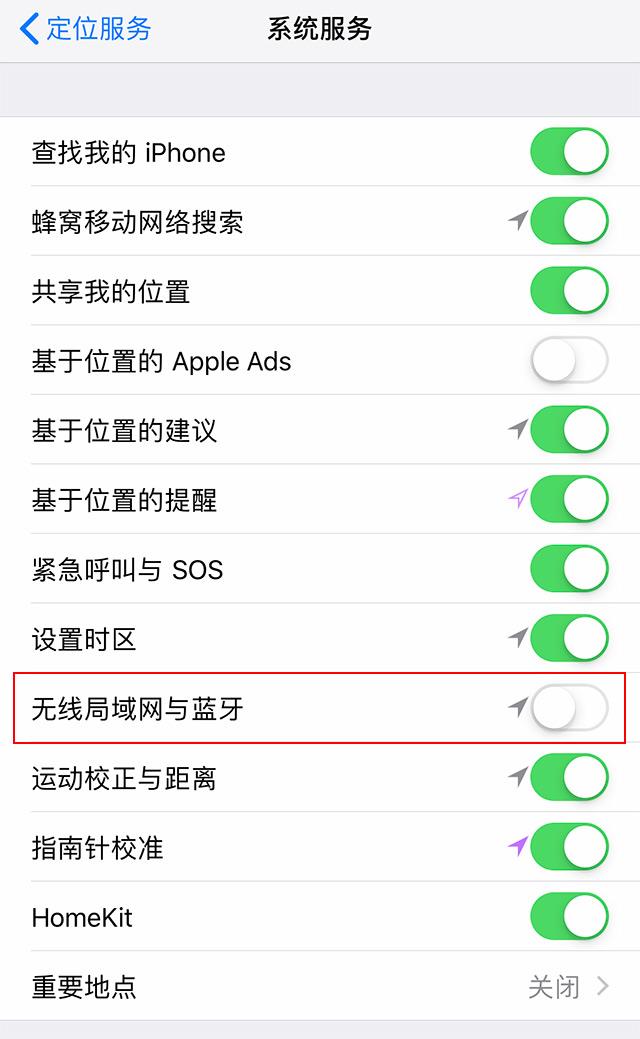 定位服务
系统服务
查找我的 iPhone
蜂窝移动网络搜索
共享我的位置
基于位置的 Apple Ads
基于位置的建议
基于位置的提醒
紧急呼叫与 SOS
设置时区
无线局域网与蓝牙
运动校正与距离
指南针校准
HomeKit
重要地点 关闭